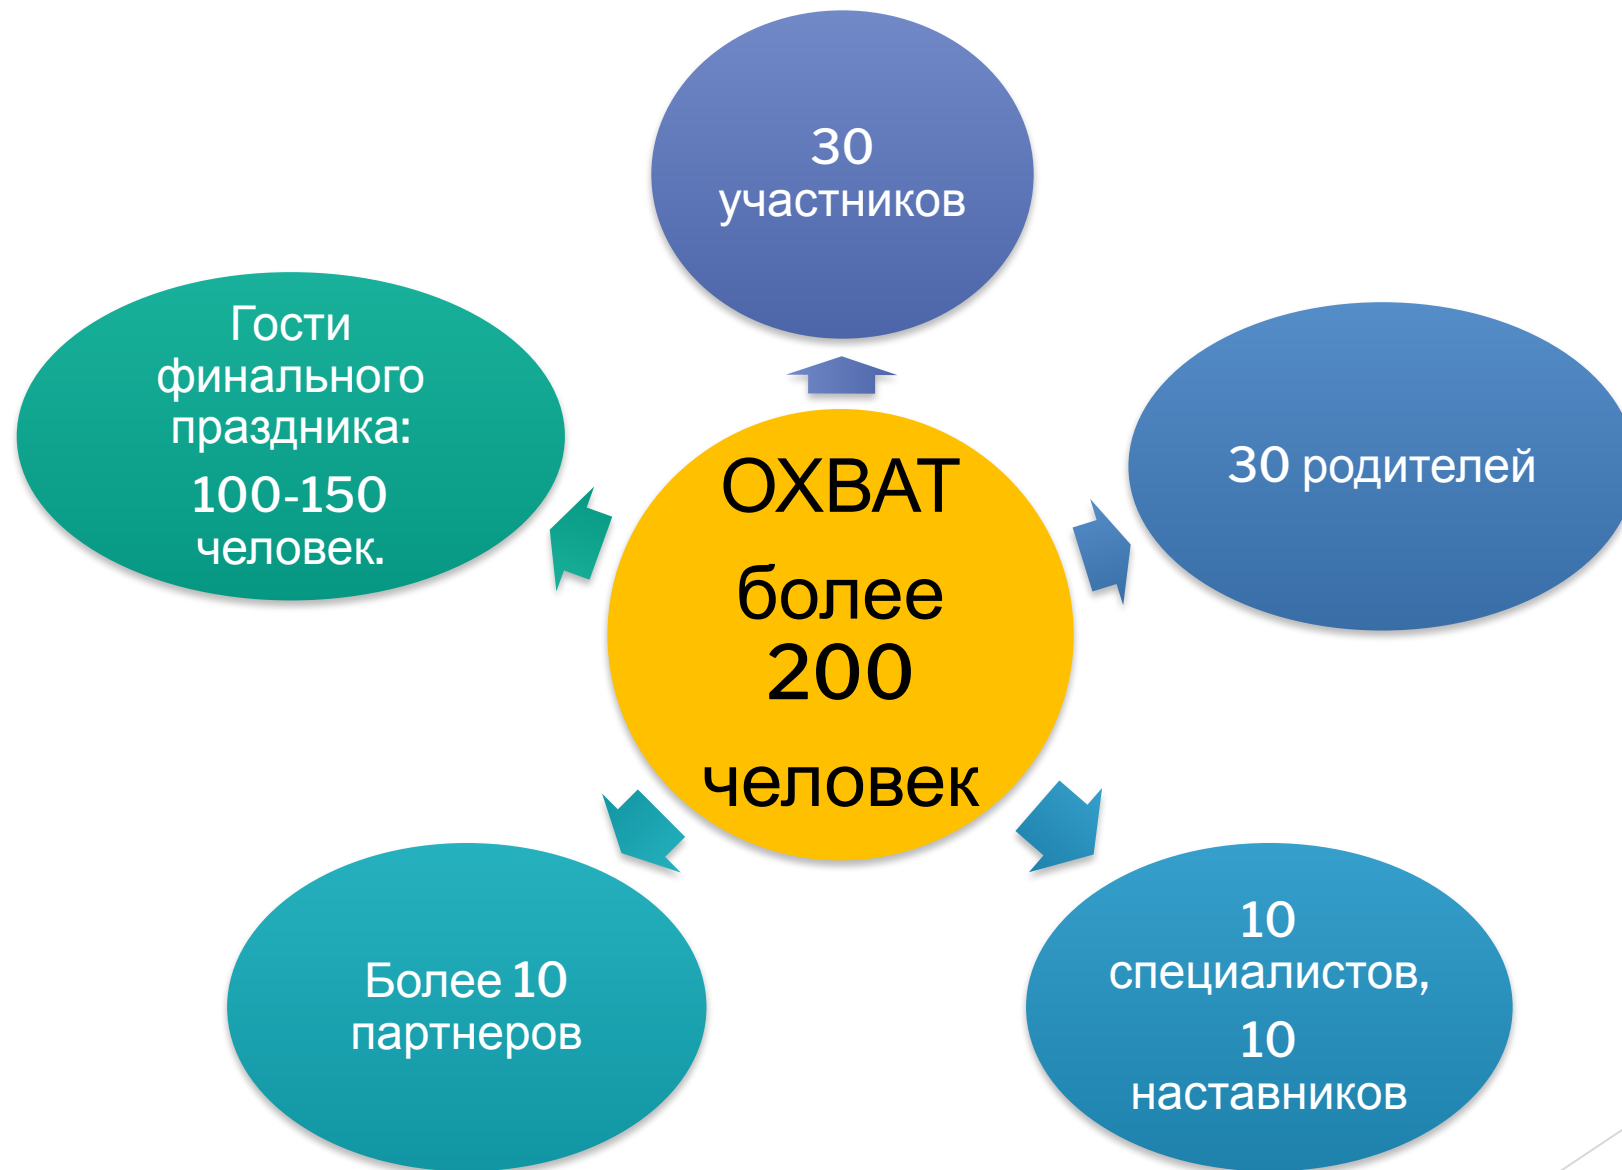 30
участников
Гости
финального
праздника:
100-150
человек.
30 родителей
ОХВАТ
более
200
человек
Более 10
партнеров
10
специалистов,
10
наставников